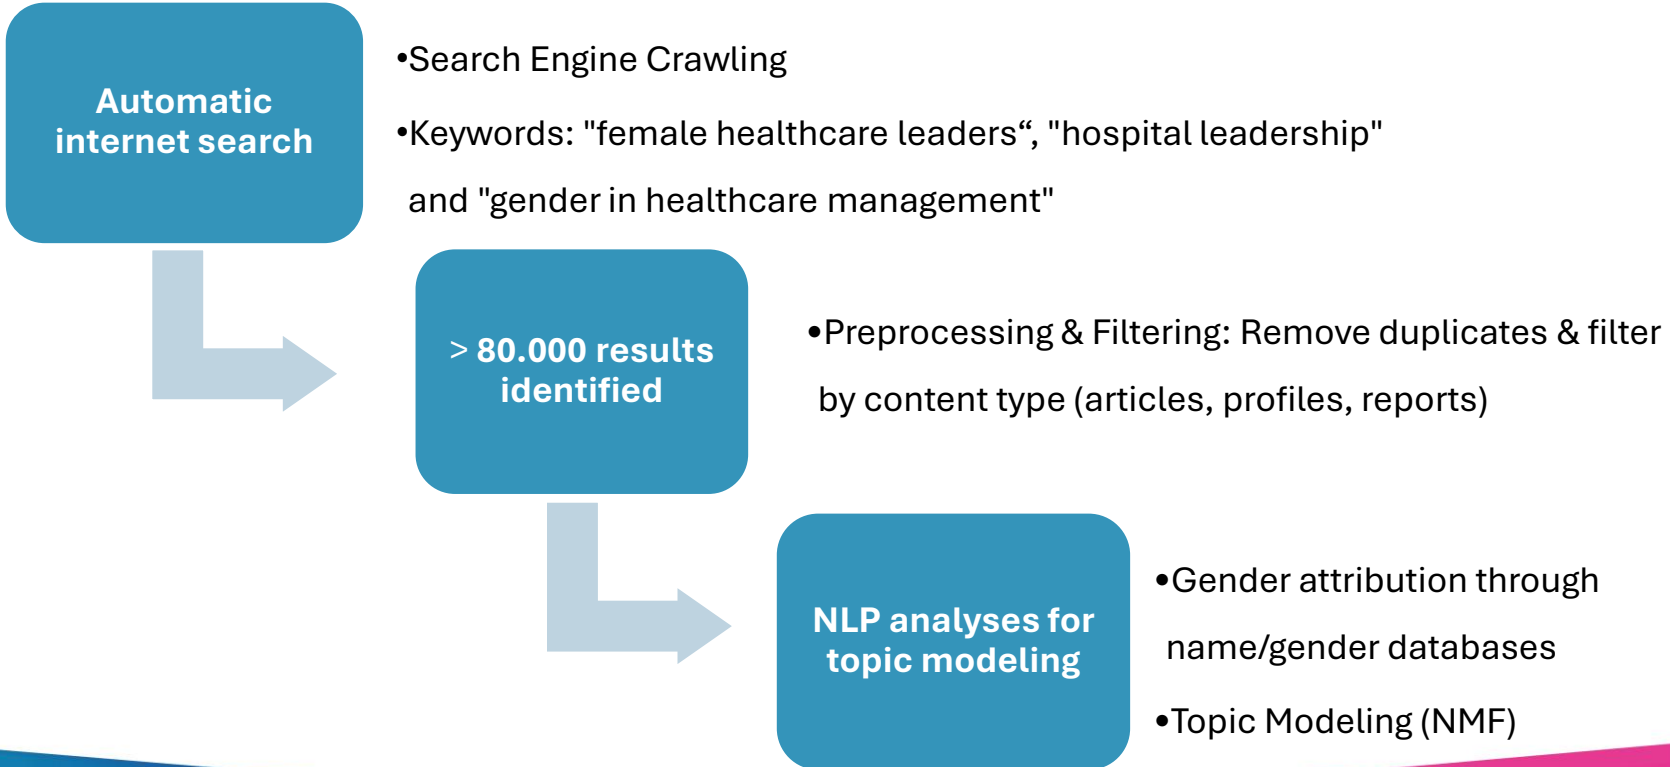 Automatic
internet search
•Search Engine Crawling
•Keywords: "female healthcare leaders“, "hospital leadership"
and "gender in healthcare management"
> 80.000 results
identified
•Preprocessing & Filtering: Remove duplicates & filter
by content type (articles, profiles, reports)
NLP analyses for
topic modeling
•Gender attribution through
name/gender databases
•Topic Modeling (NMF)